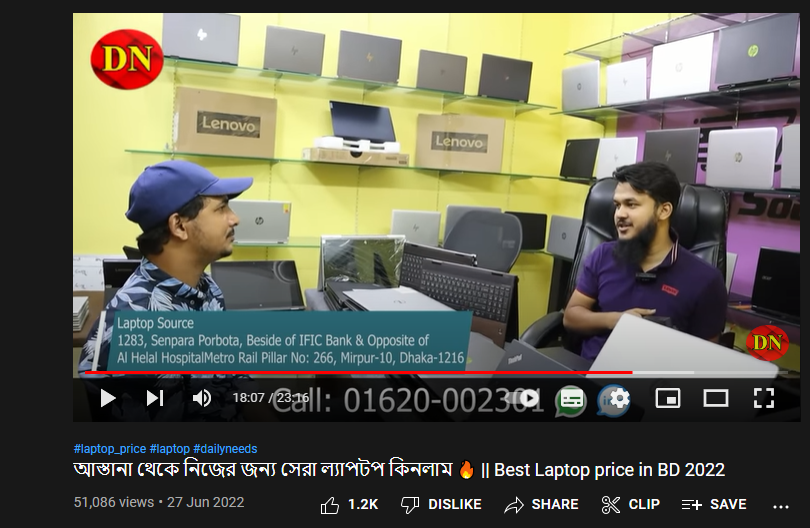 DN
Lenovo
Lenovo
hp
Laptop Source
1283, Senpara Porbota, Beside of IFIC Bank & Opposite of
Al Helal HospitalMetro Rail Pillar No: 266, Mirpur-10, Dhaka-1216
DN
18:07 / 23:16
Call: 01620-002301
#laptop_price #laptop #dailyneeds
আস্তানা থেকে নিজের জন্য সেরা ল্যাপটপ কিনলাম 🔥 || Best Laptop price in BD 2022
51,086 views • 27 Jun 2022
1.2K
DISLIKE
SHARE
CLIP
SAVE